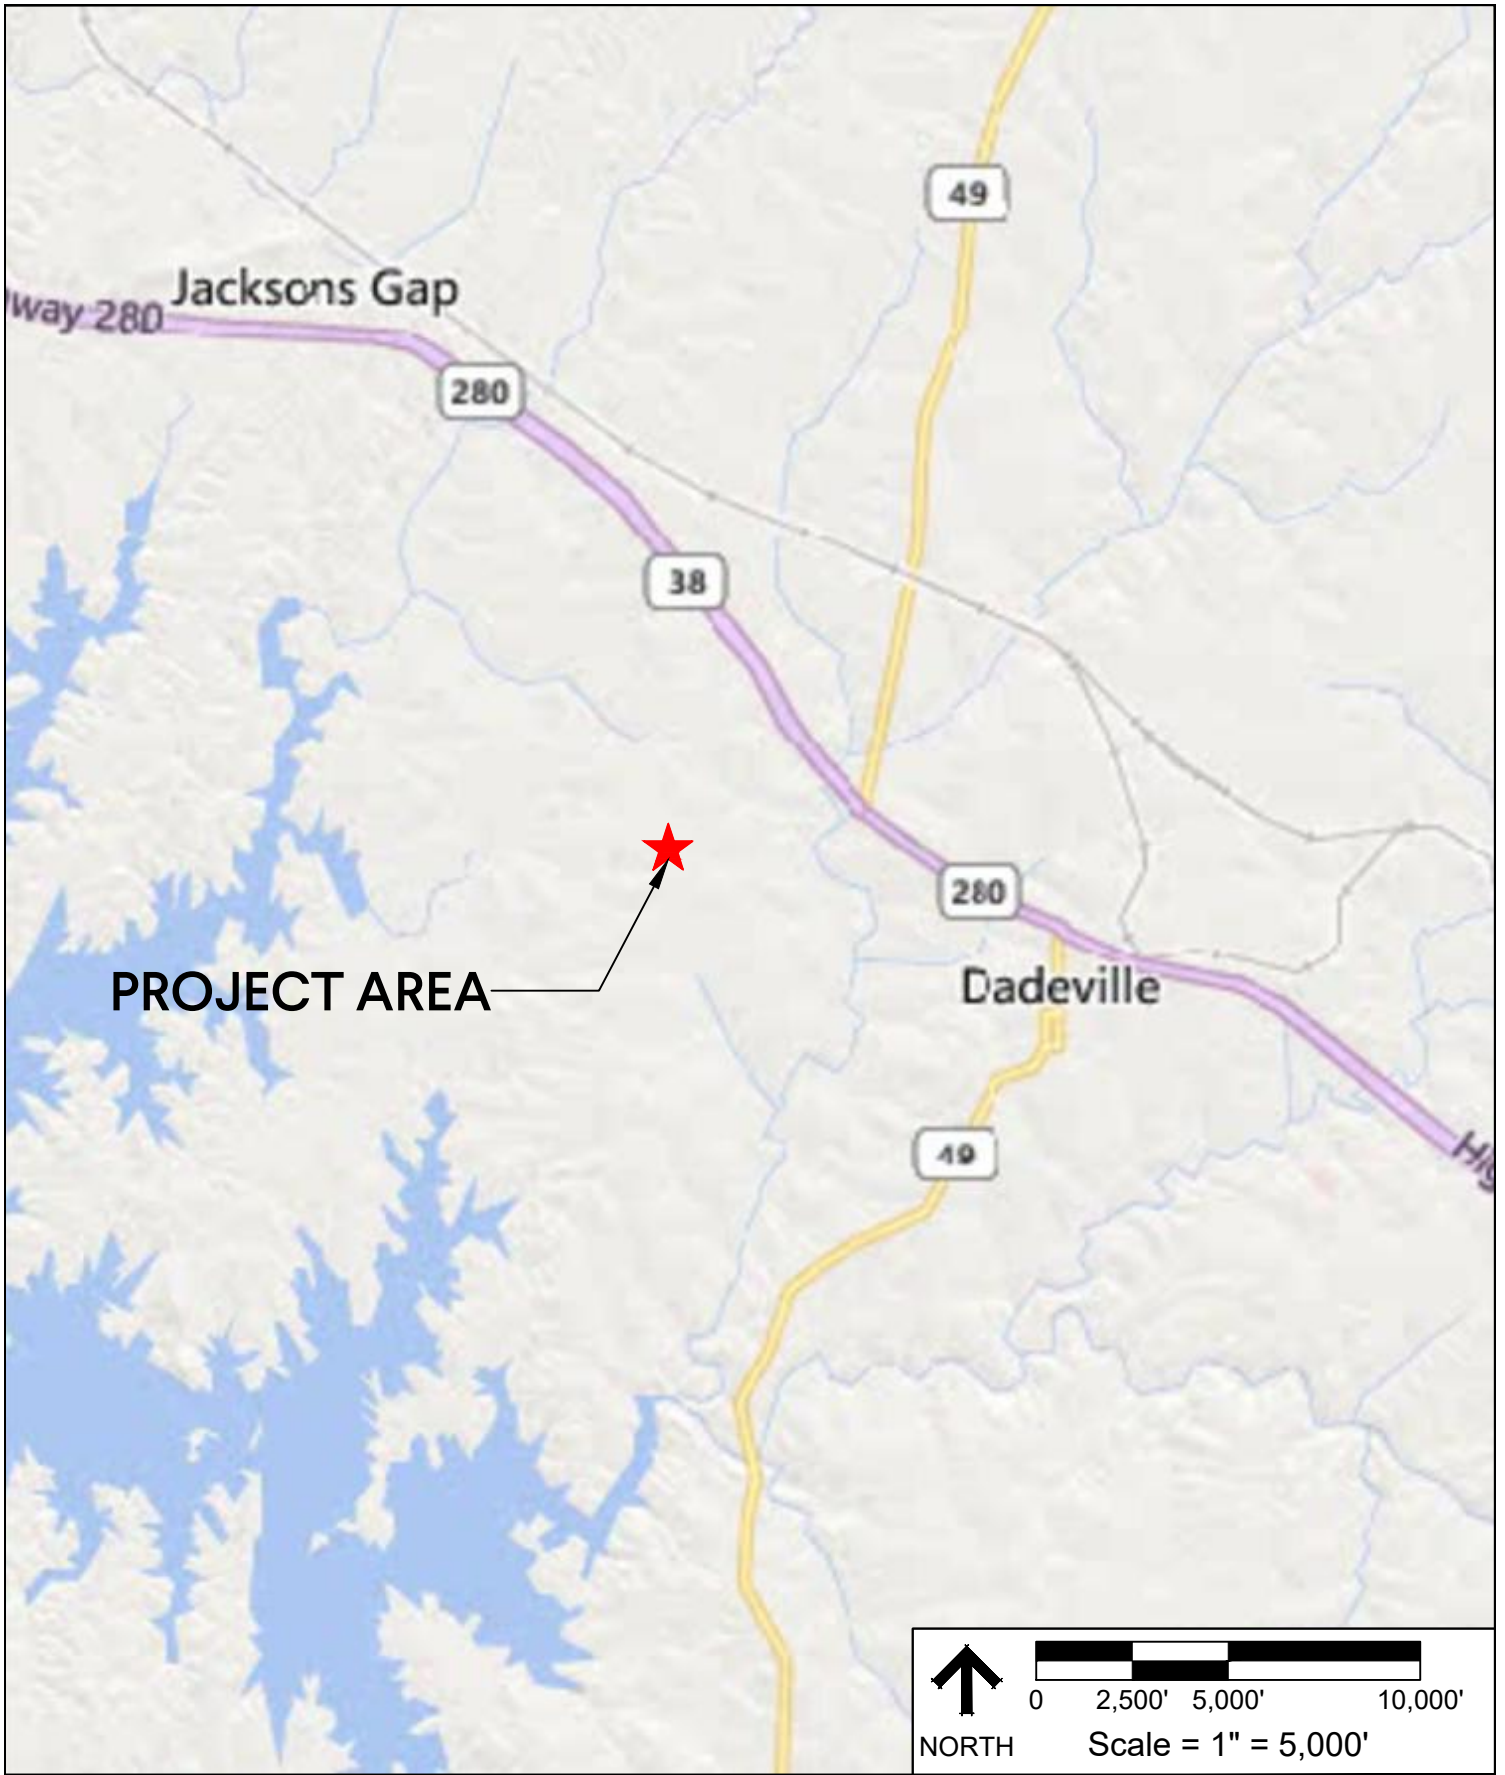 49
Jacksons Gap
way 280
280
38
280
PROJECT AREA
Dadeville
49
Hig
0 2,500' 5,000' 10,000'
NORTH
Scale = 1" = 5,000'